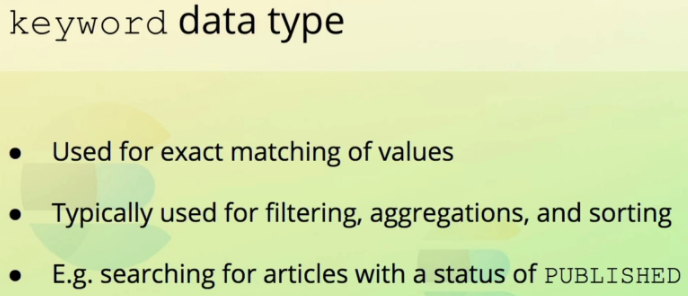 keyword data type
● Used for exact matching of values
● Typically used for filtering, aggregations, and sorting
● E.g. searching for articles with a status of PUBLISHED